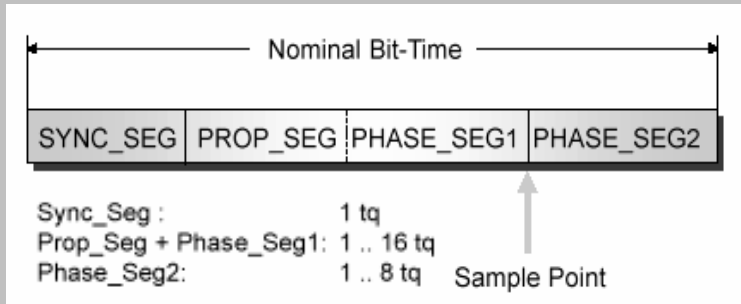 Nominal Bit-Time
SYNC_SEG PROP_SEG PHASE_SEG1 PHASE_SEG2
Sync_Seg : 1 tq
Prop_Seg + Phase_Seg1: 1 .. 16 tq
Phase_Seg2: 1 .. 8 tq
Sample Point